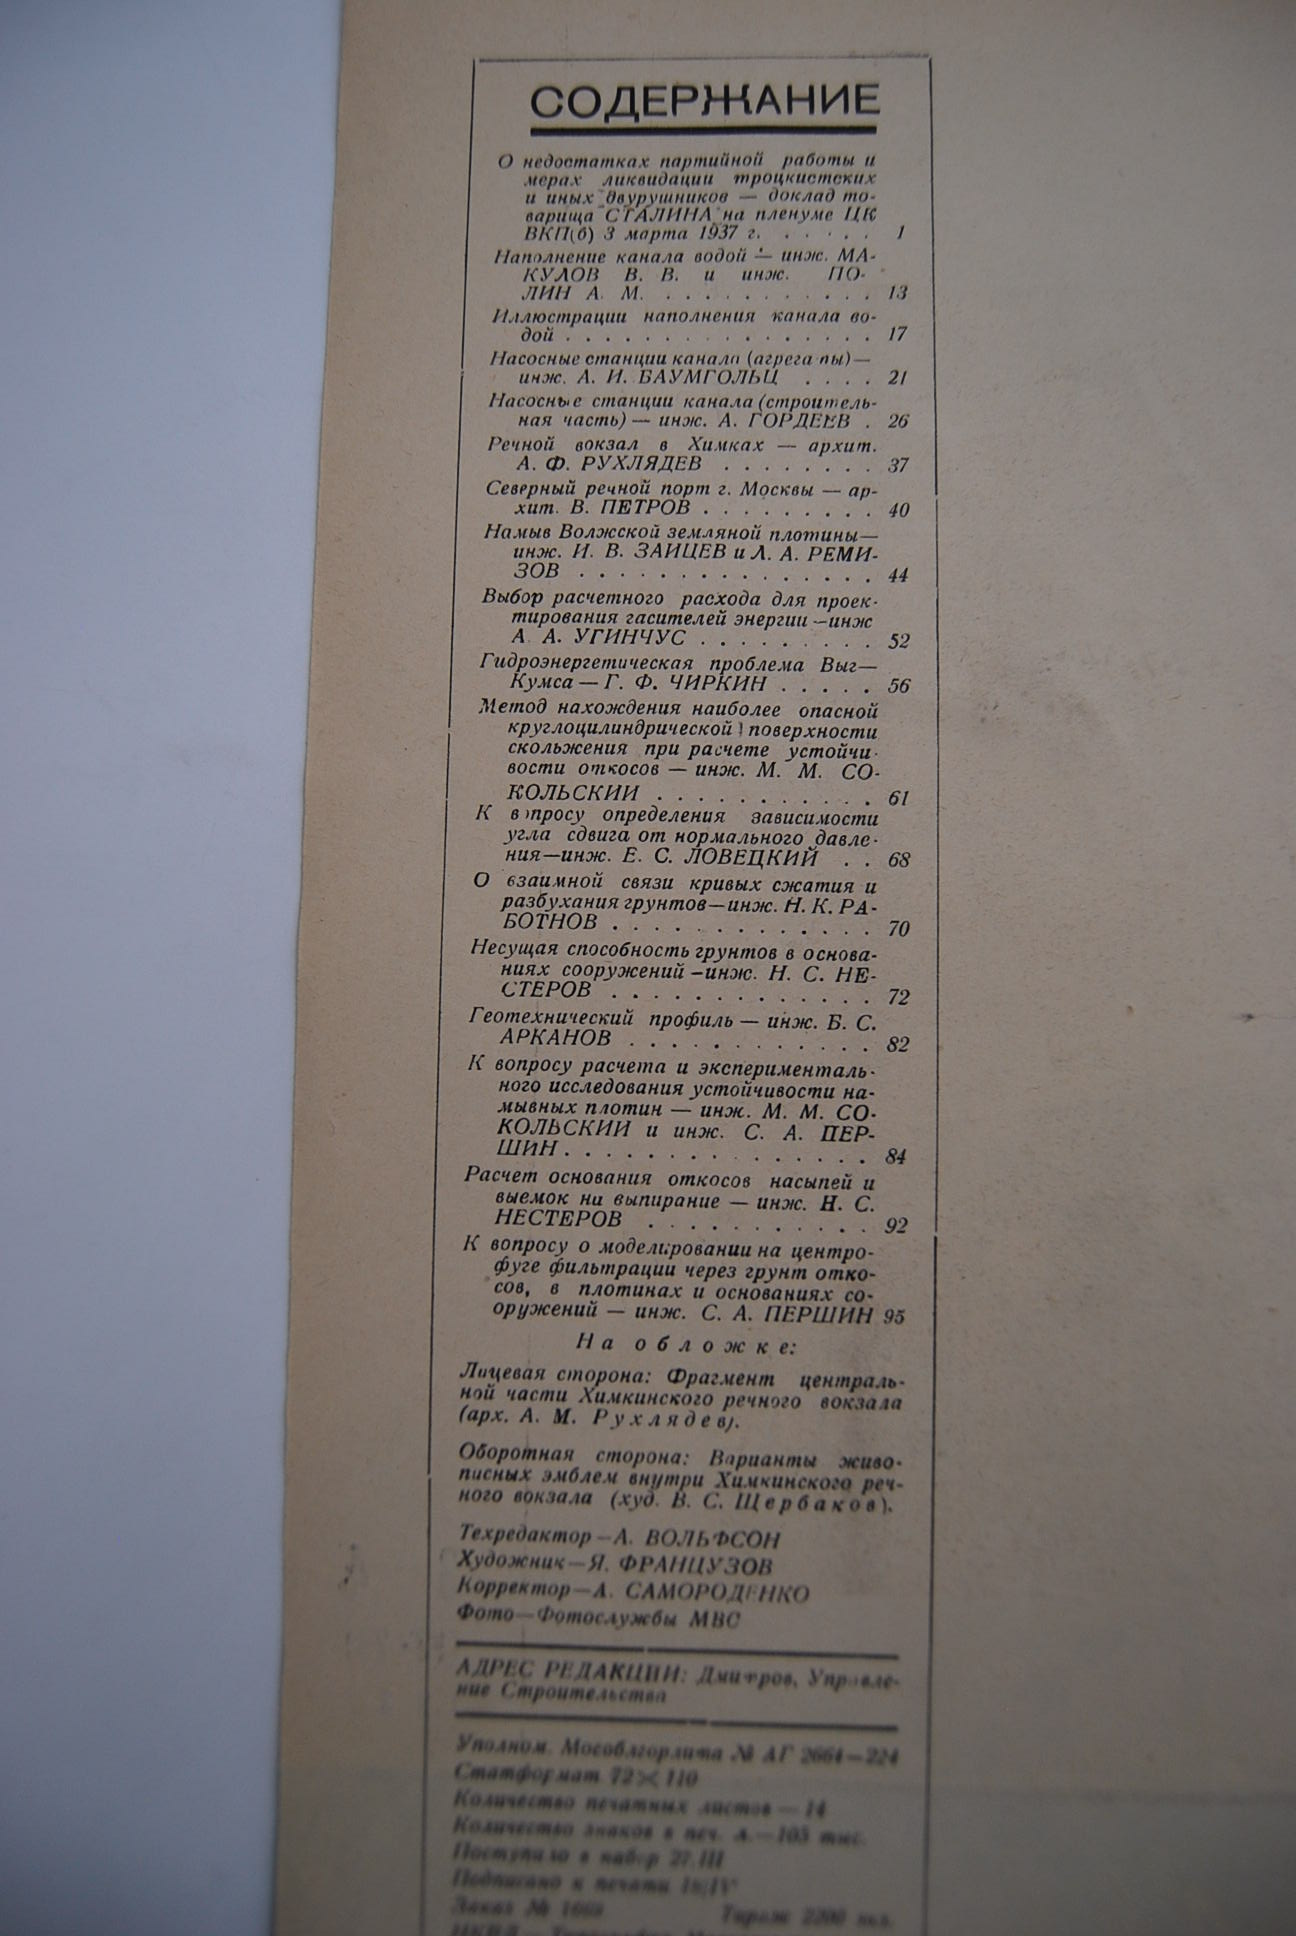 СОДЕРЖАНИЕ
О недостатках партийной работы и
мерах ликвидации троцкистских
и иных двурушников — доклад то-
варища СТАЛИНА на пленуме ЦК
ВКП(б) 3 марта 1937 г. . . . . . 1
Наполнение канала водой — инж. МА-
КУЛОВ В. В. и инж. ПО-
ЛИН А. М. . . . . . . . . . . . 13
Иллюстрации наполнения канала во-
дой . . . . . . . . . . . . . . . 17
Насосные станции канала (агрегаты)—
инж. А. И. БАУМГОЛЬЦ . . . . 21
Насосные станции канала (строитель-
ная часть) — инж. А. ГОРДЕЕВ . 26
Речной вокзал в Химках — архит.
А. Ф. РУХЛЯДЕВ . . . . . . . . 37
Северный речной порт г. Москвы — ар-
хит. В. ПЕТРОВ . . . . . . . . . 40
Намыв Волжской земляной плотины—
инж. И. В. ЗАЙЦЕВ и Л. А. РЕМИ-
ЗОВ . . . . . . . . . . . . . . . 44
Выбор расчетного расхода для проек-
тирования гасителей энергии—инж
А. А. УГИНЧУС . . . . . . . . . 52
Гидроэнергетическая проблема Выг—
Кумса — Г. Ф. ЧИРКИН . . . . . 56
Метод нахождения наиболее опасной
круглоцилиндрической поверхности
скольжения при расчете устойчи-
вости откосов — инж. М. М. СО-
КОЛЬСКИЙ . . . . . . . . . . . 61
К вопросу определения зависимости
угла сдвига от нормального давле-
ния—инж. Е. С. ЛОВЕЦКИЙ . . 68
О взаимной связи кривых сжатия и
разбухания грунтов—инж. Н. К. РА-
БОТНОВ . . . . . . . . . . . . . 70
Несущая способность грунтов в основа-
ниях сооружений—инж. Н. С. НЕ-
СТЕРОВ . . . . . . . . . . . . . 72
Геотехнический профиль — инж. Б. С.
АРКАНОВ . . . . . . . . . . . . 82
К вопросу расчета и эксперименталь-
ного исследования устойчивости на-
мывных плотин — инж. М. М. СО-
КОЛЬСКИЙ и инж. С. А. ПЕР-
ШИН . . . . . . . . . . . . . . . 84
Расчет основания откосов насыпей и
выемок на выпирание — инж. Н. С.
НЕСТЕРОВ . . . . . . . . . . . 92
К вопросу о моделировании на центро-
фуге фильтрации через грунт отко-
сов, в плотинах и основаниях со-
оружений — инж. С. А. ПЕРШИН 95
На обложке:
Лицевая сторона: Фрагмент централь-
ной части Химкинского речного вокзала
(арх. А. М. Рухлядев).
Оборотная сторона: Варианты живо-
писных эмблем внутри Химкинского реч-
ного вокзала (худ. В. С. Щербаков).
Техредактор—А. ВОЛЬФСОН
Художник—Я. ФРАНЦУЗОВ
Корректор—А. САМОРОДЕНКО
Фото—Фотослужбы МВС
АДРЕС РЕДАКЦИИ: Дмитров, Управле-
ние Строительства
Уполном. Мособлгорлита № АГ 2664—224
Статформат 72×110
Количество печатных листов — 14
Количество знаков в печ. л.—105 тыс.
Поступило в набор 27.III
Подписано к печати
Заказ № Тираж 2200 экз.